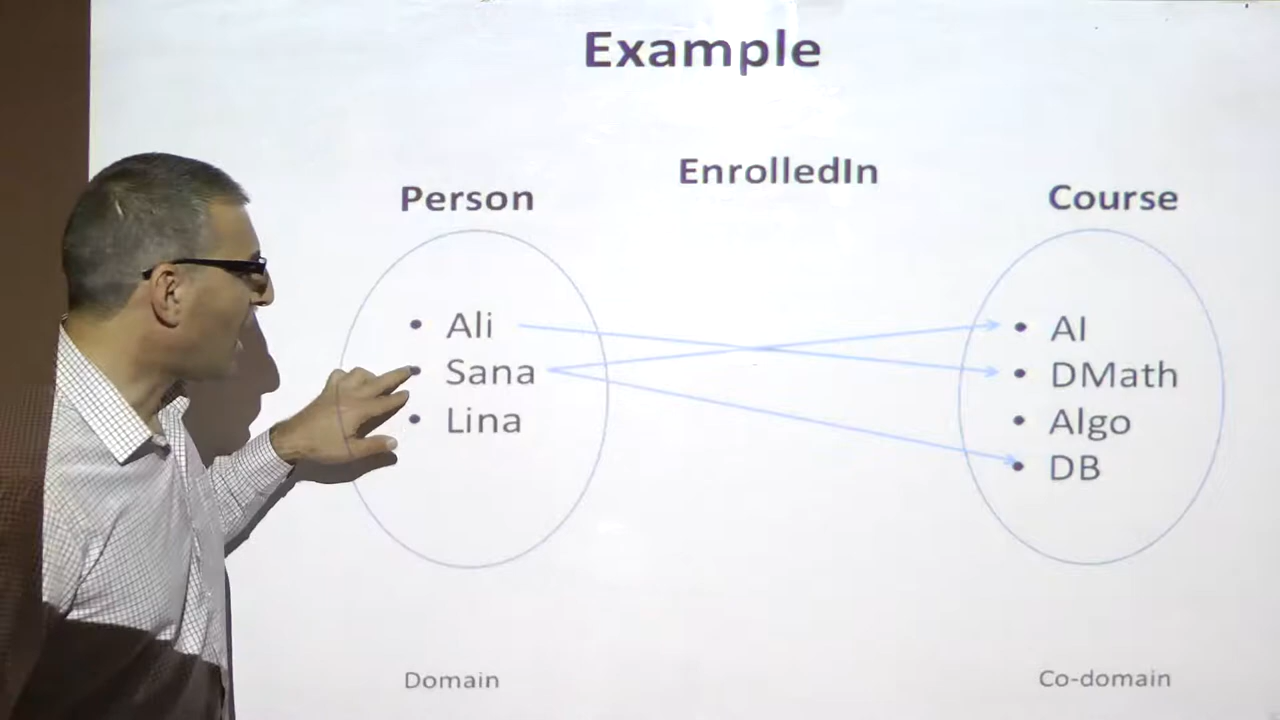 Example
EnrolledIn
Person
Course
• Ali
• Sana
• Lina
• AI
• DMath
• Algo
• DB
Domain
Co-domain